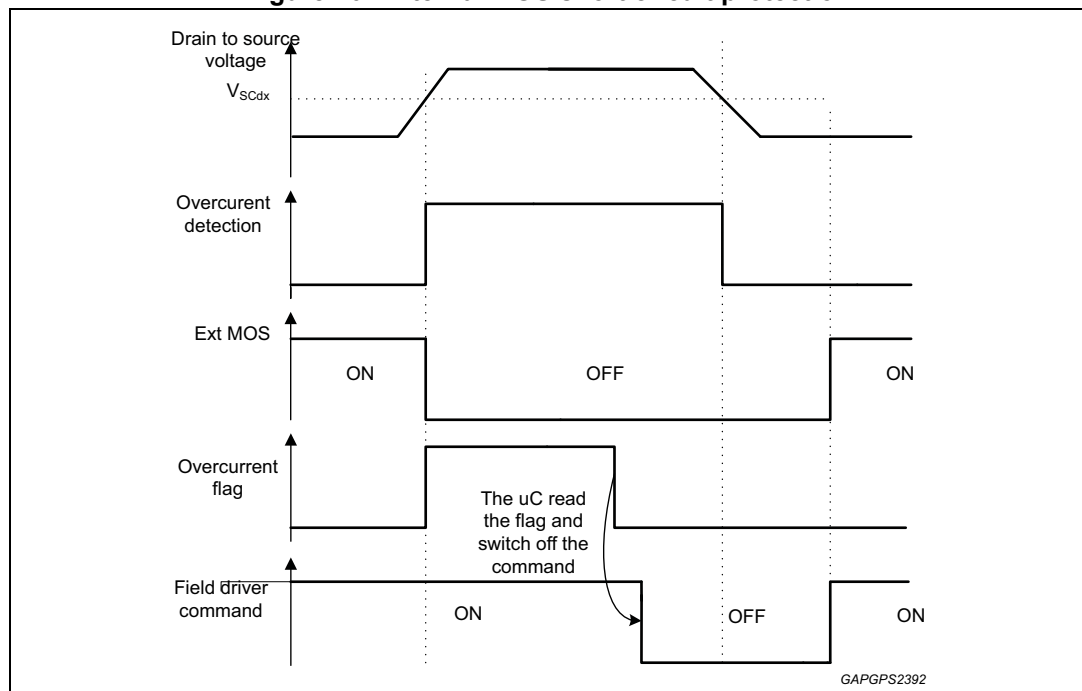 Drain to source
voltage
VSCdx
Overcurent
detection
Ext MOS
ON
OFF
ON
Overcurrent
flag
The uC read
the flag and
switch off the
command
Field driver
command
ON
OFF
ON
GAPGPS2392